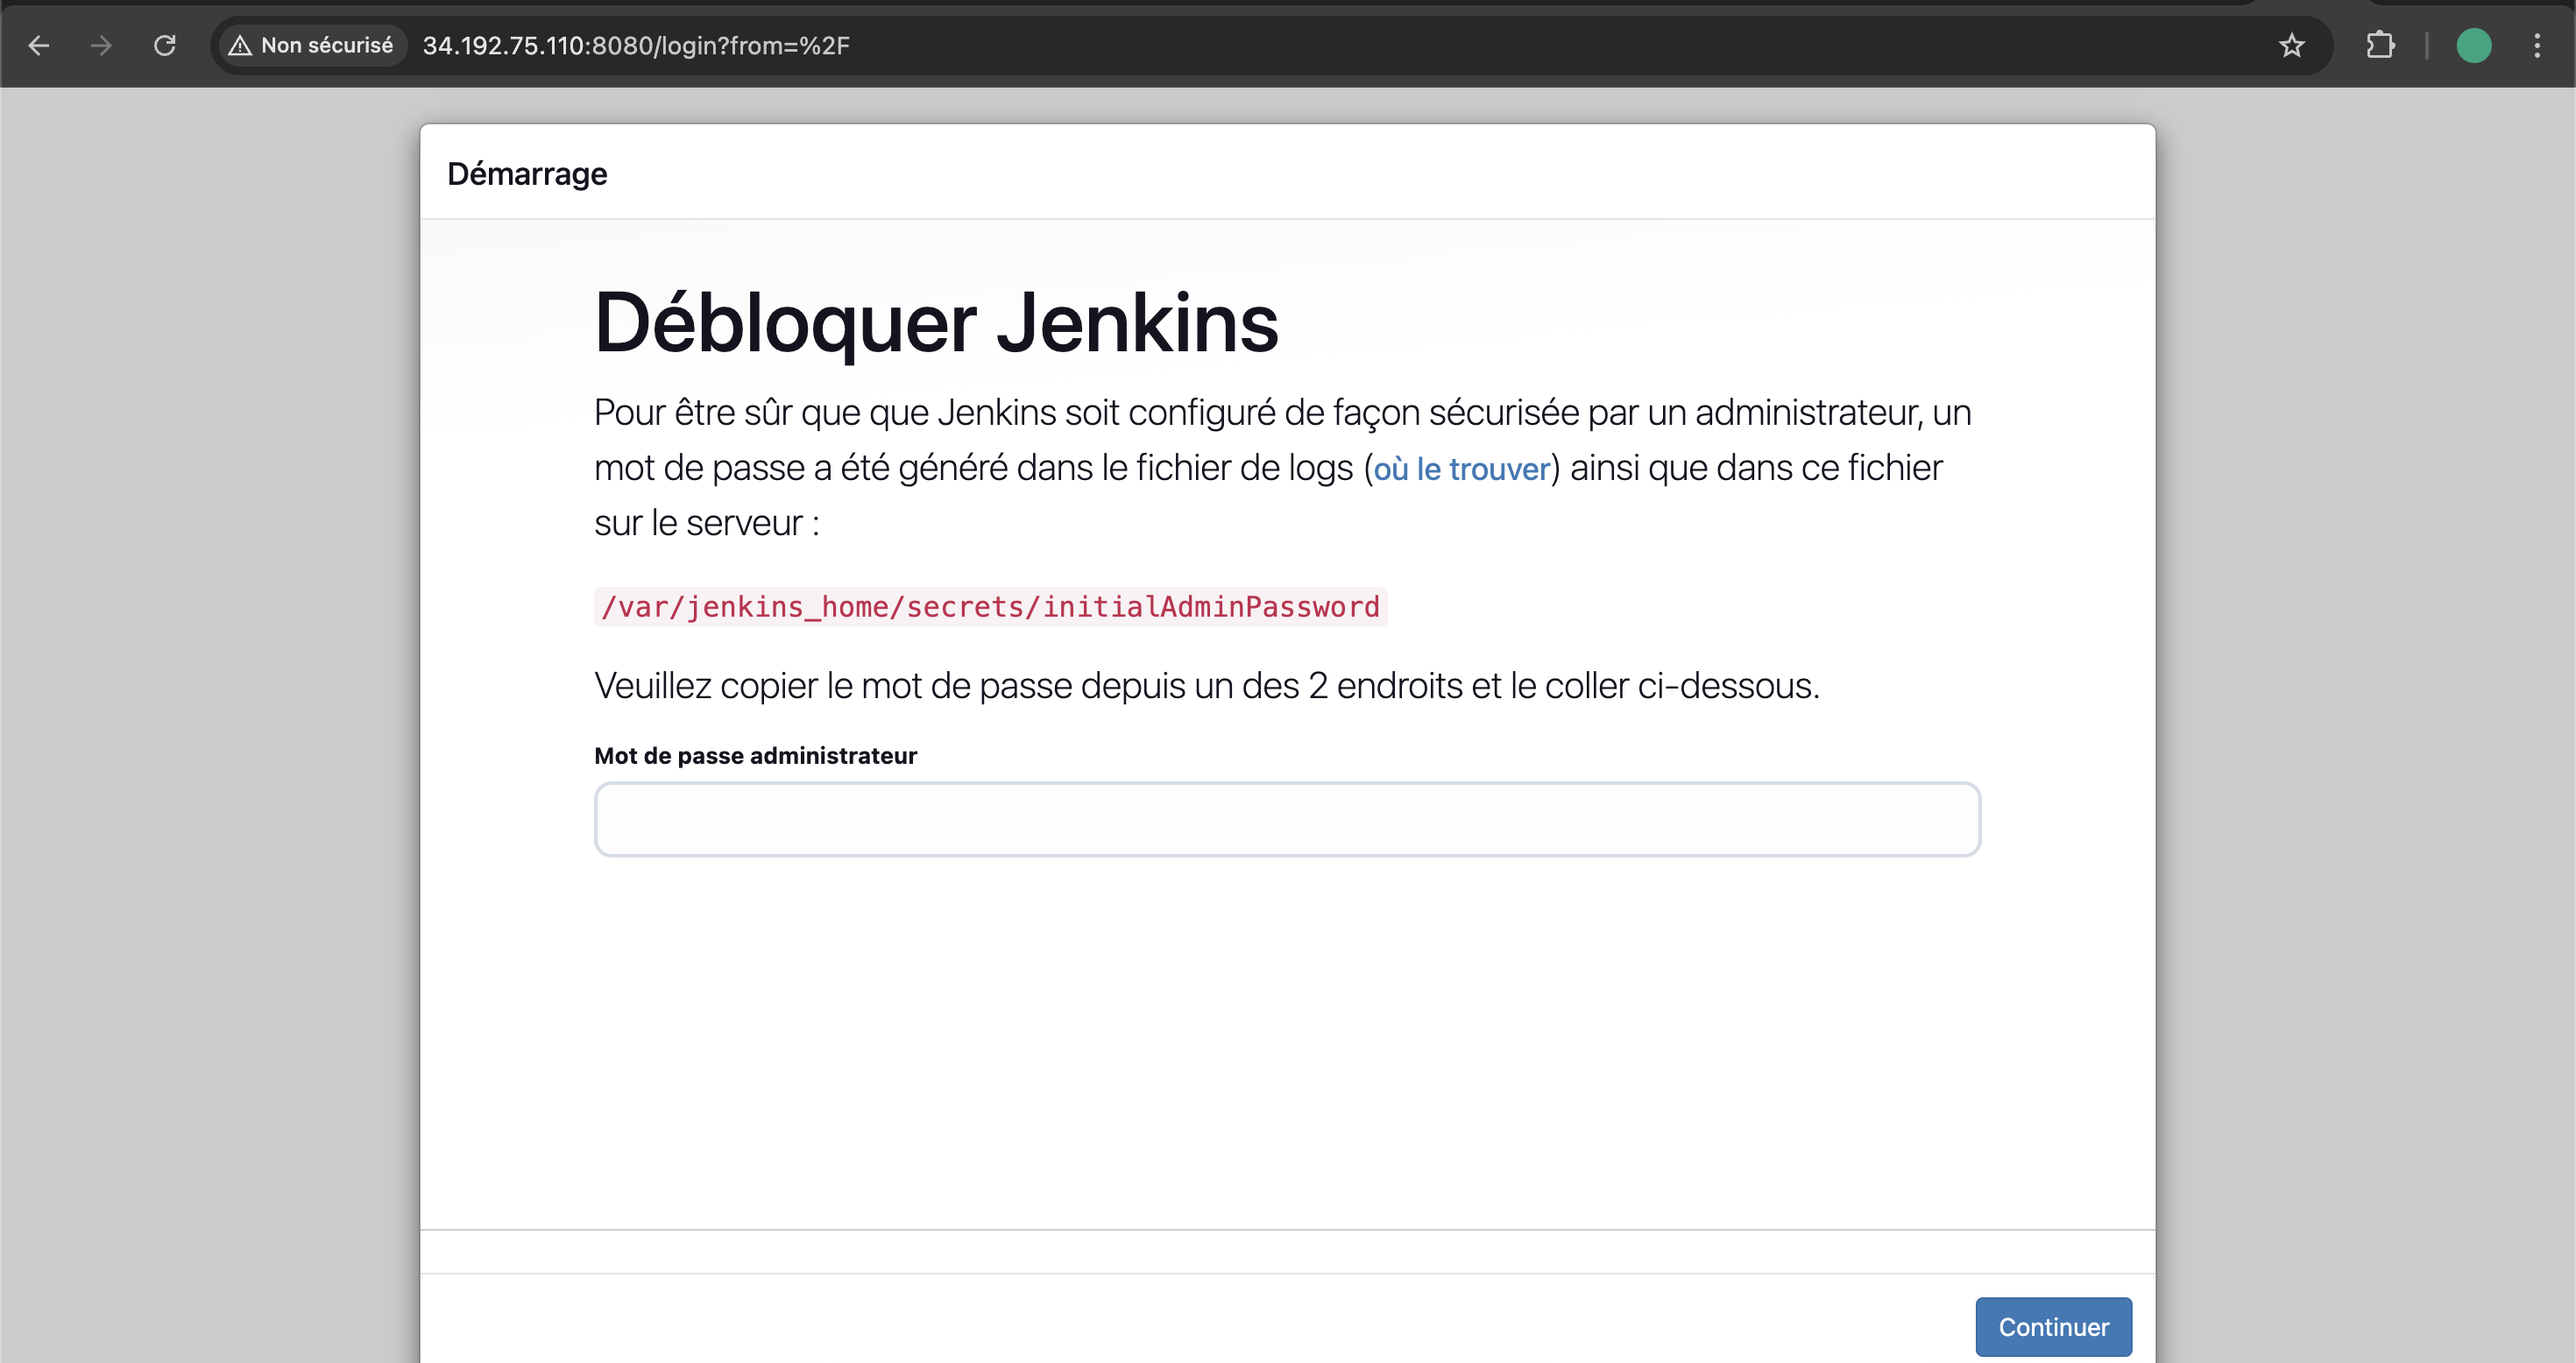 Non sécurisé 34.192.75.110:8080/login?from=%2F
Démarrage
Débloquer Jenkins
Pour être sûr que que Jenkins soit configuré de façon sécurisée par un administrateur, un
mot de passe a été généré dans le fichier de logs (où le trouver) ainsi que dans ce fichier
sur le serveur :
/var/jenkins_home/secrets/initialAdminPassword
Veuillez copier le mot de passe depuis un des 2 endroits et le coller ci-dessous.
Mot de passe administrateur
Continuer